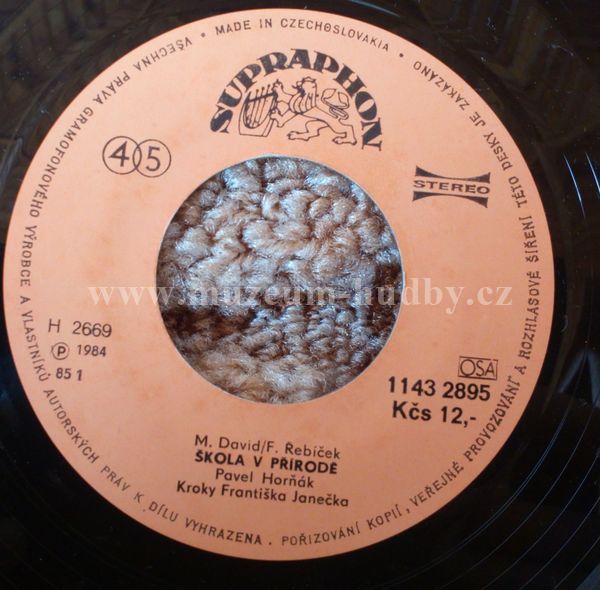 VŠECHNA PRÁVA GRAMOFONOVÉHO VÝROBCE A VLASTNÍKŮ AUTORSKÝCH PRÁV K DÍLU VYHRAZENA. POŘIZOVÁNÍ KOPIÍ, VEŘEJNÉ PROVOZOVÁNÍ A ROZHLASOVÉ ŠÍŘENÍ TÉTO DESKY JE ZAKÁZÁNO • MADE IN CZECHOSLOVAKIA •
SUPRAPHON
45
STEREO
www.muzeum-hudby.cz
H 2669
Ⓟ 1984
85 1
OSA
1143 2895
Kčs 12,-
M. David/F. Řebíček
ŠKOLA V PŘÍRODĚ
Pavel Horňák
Kroky Františka Janečka